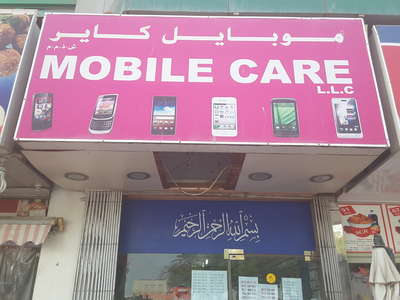 موبايل كاير
ش.ذ.م.م
MOBILE CARE
L.L.C
بسم الله الرحمن الرحيم